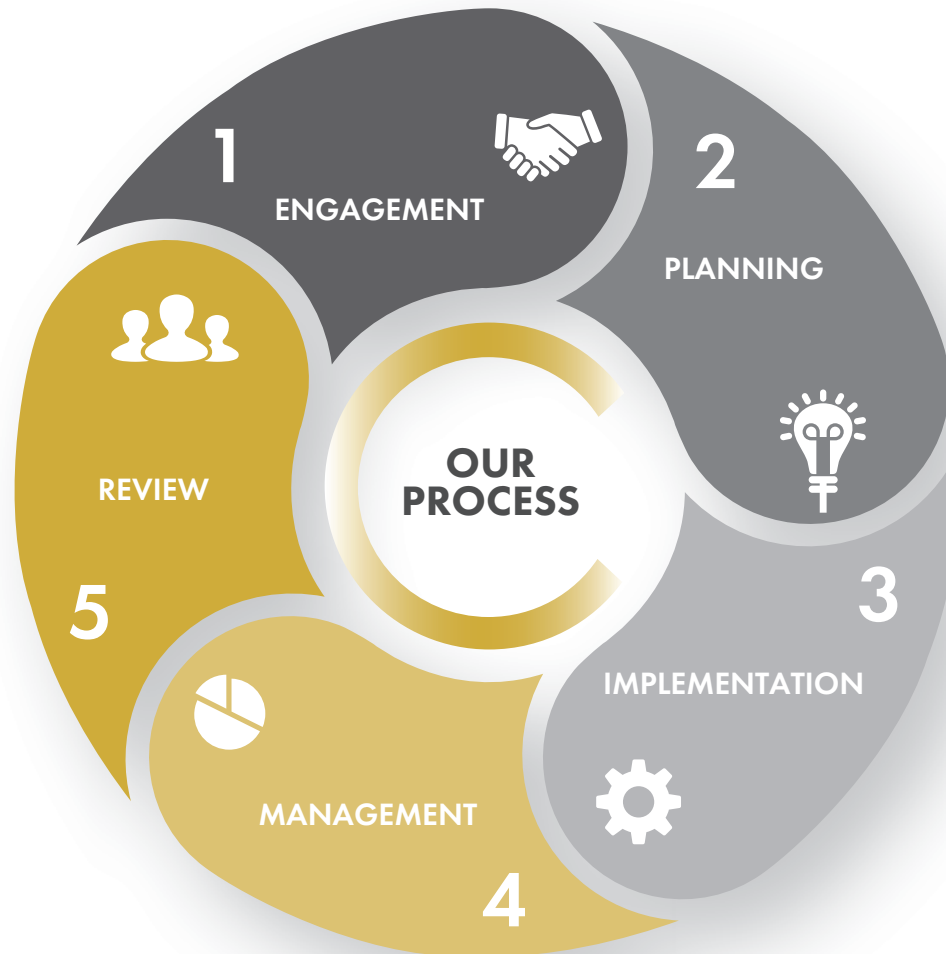 1
ENGAGEMENT
2
PLANNING
3
IMPLEMENTATION
4
MANAGEMENT
5
REVIEW
OUR
PROCESS